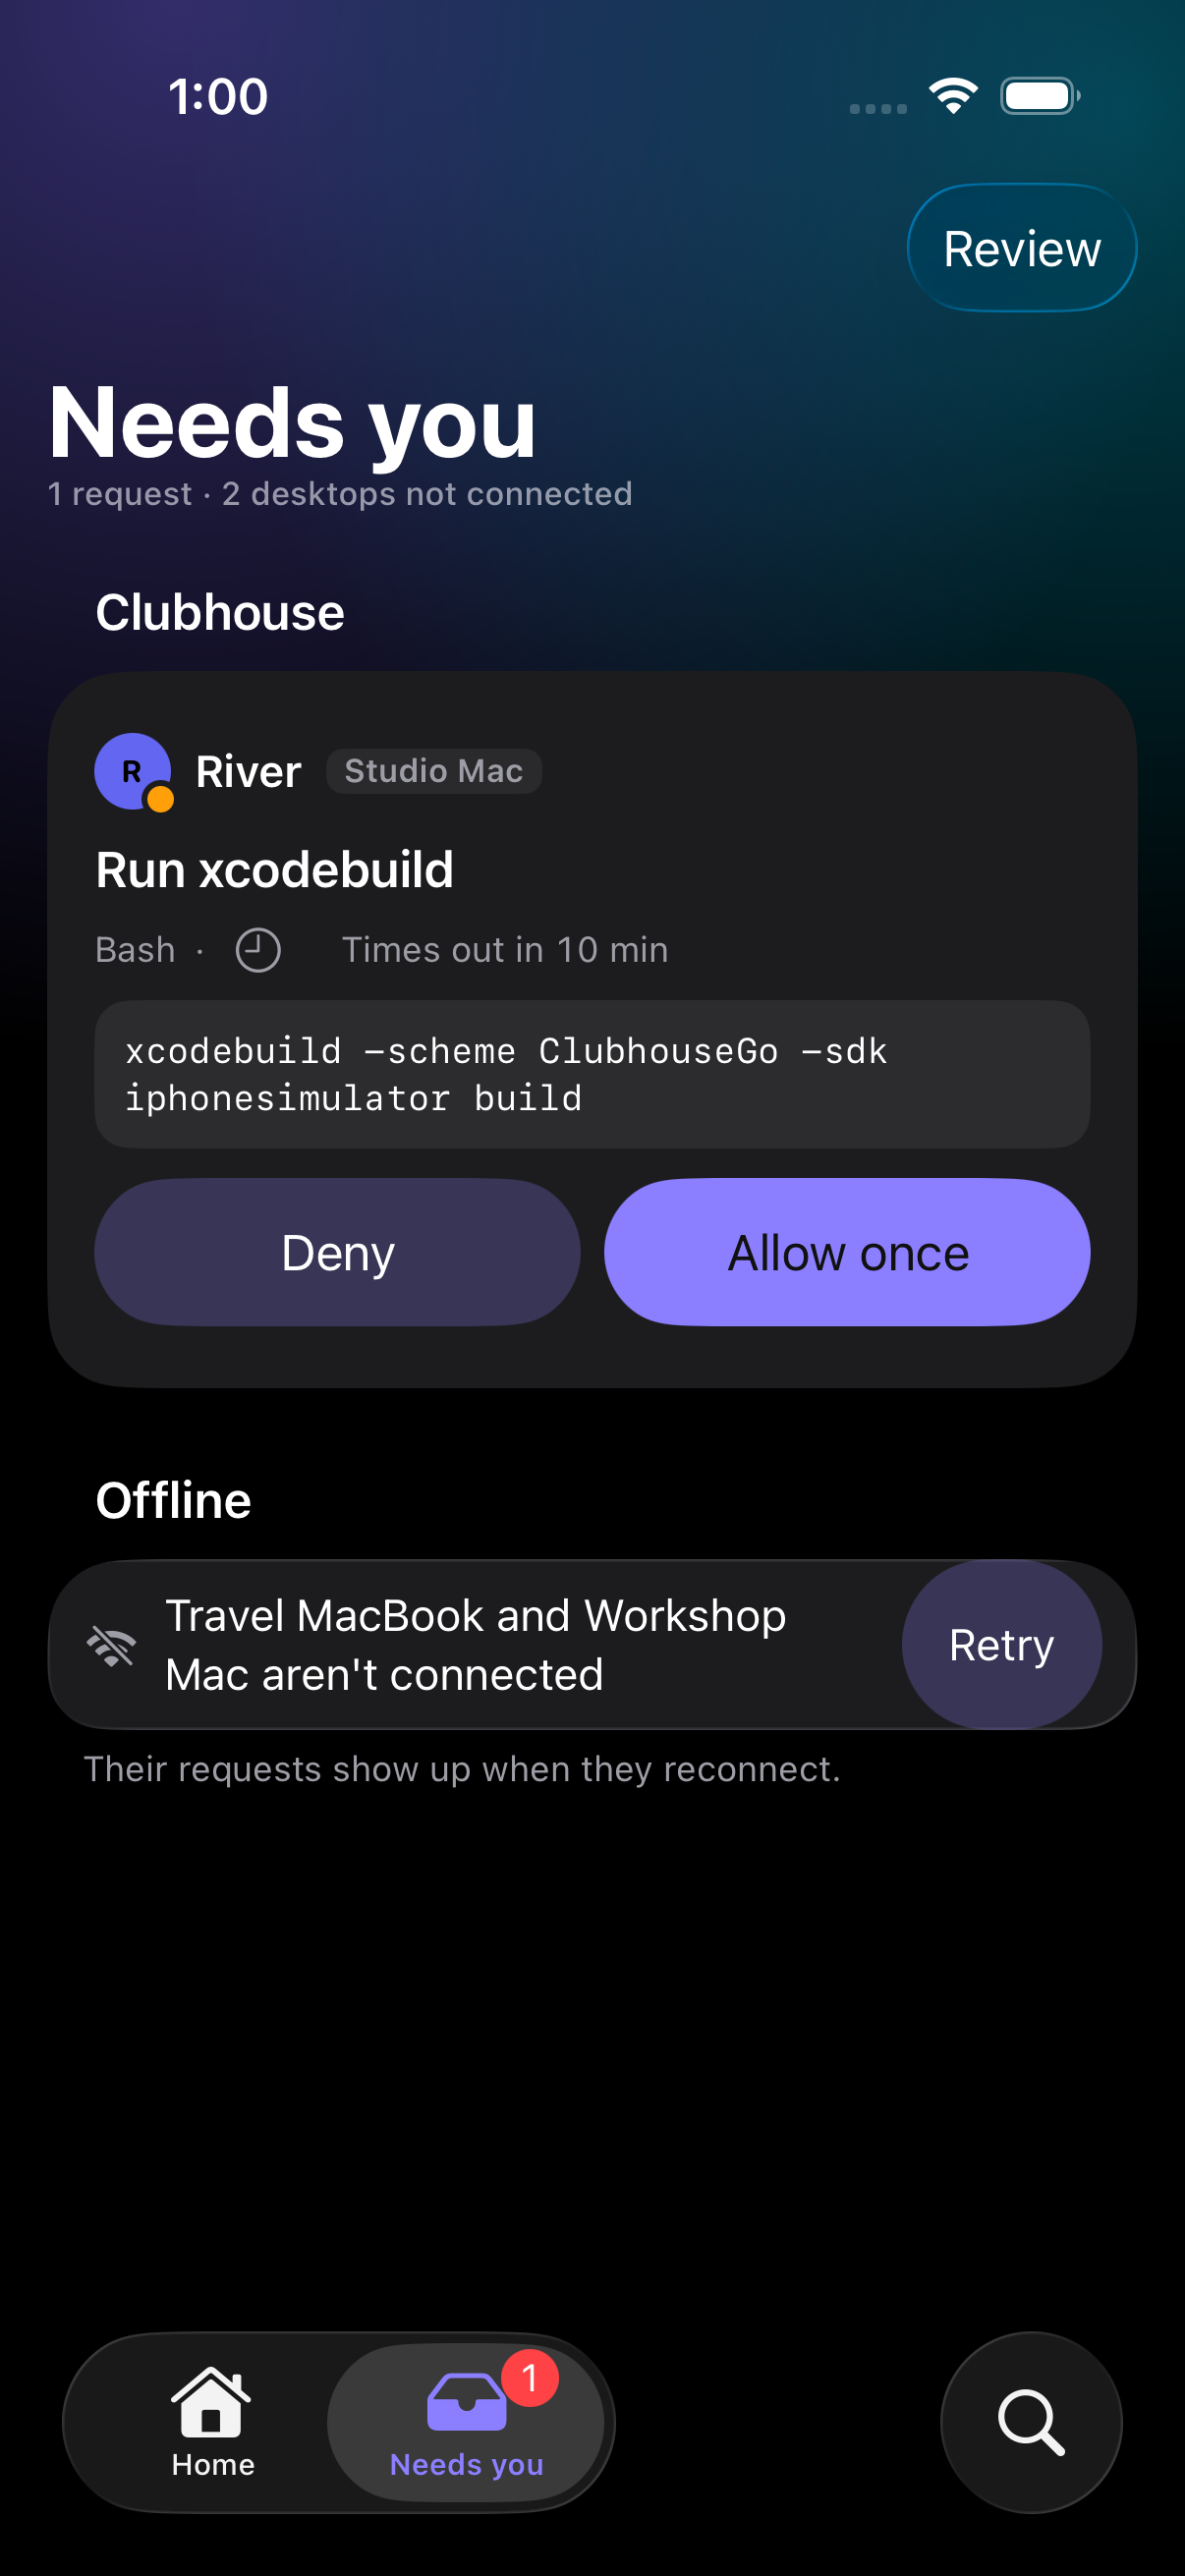 1:00
Review
Needs you
1 request · 2 desktops not connected
Clubhouse
R River Studio Mac
Run xcodebuild
Bash · Times out in 10 min
xcodebuild -scheme ClubhouseGo -sdk
iphonesimulator build
Deny Allow once
Offline
Travel MacBook and Workshop
Mac aren't connected
Retry
Their requests show up when they reconnect.
1
Home Needs you